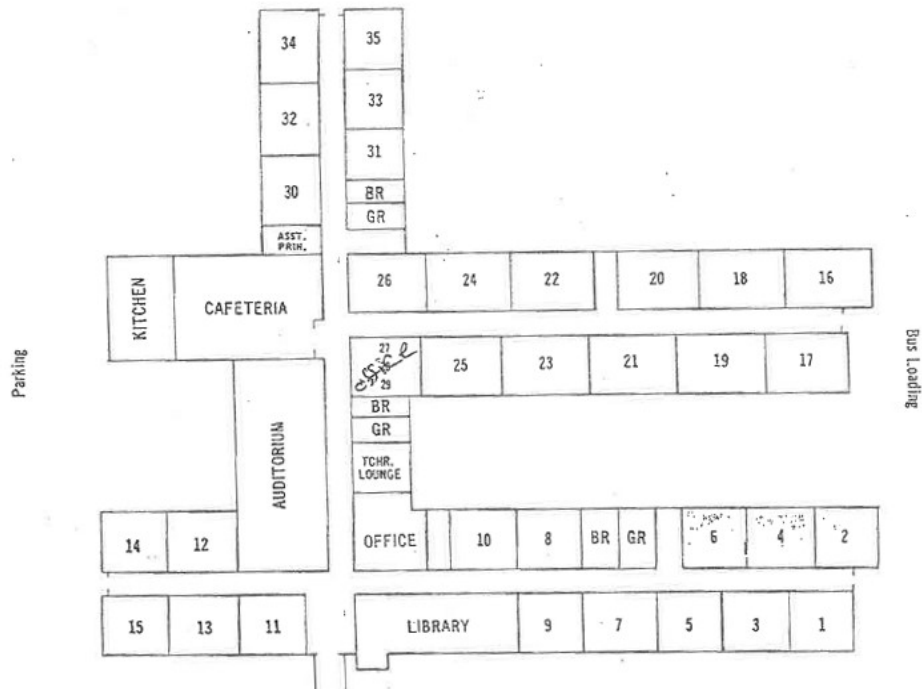 34
35
32
33
31
30
BR
GR
ASST.
PRIN.
KITCHEN
CAFETERIA
26
24
22
20
18
16
27
29
25
23
21
19
17
BR
GR
TCHR.
LOUNGE
AUDITORIUM
Parking
Bus Loading
14
12
OFFICE
10
8
BR
GR
6
4
2
15
13
11
LIBRARY
9
7
5
3
1